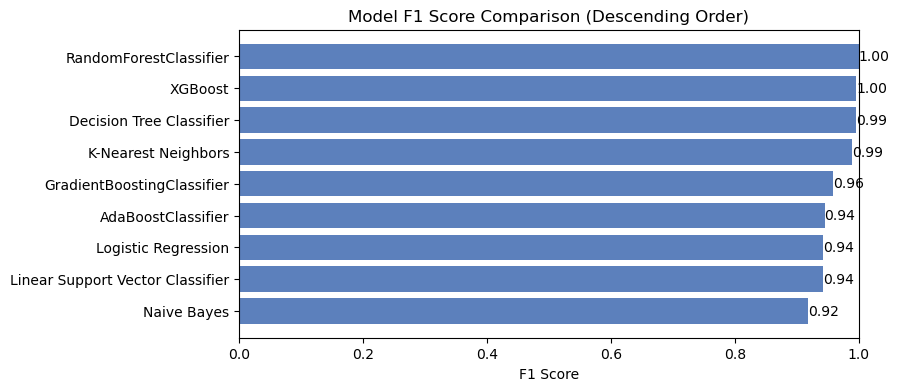 Model F1 Score Comparison (Descending Order)
RandomForestClassifier 1.00
XGBoost 1.00
Decision Tree Classifier 0.99
K-Nearest Neighbors 0.99
GradientBoostingClassifier 0.96
AdaBoostClassifier 0.94
Logistic Regression 0.94
Linear Support Vector Classifier 0.94
Naive Bayes 0.92
0.0 0.2 0.4 0.6 0.8 1.0
F1 Score